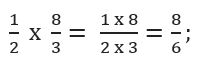 1/2 x 8/3 = 1 x 8/2 x 3 = 8/6 ;